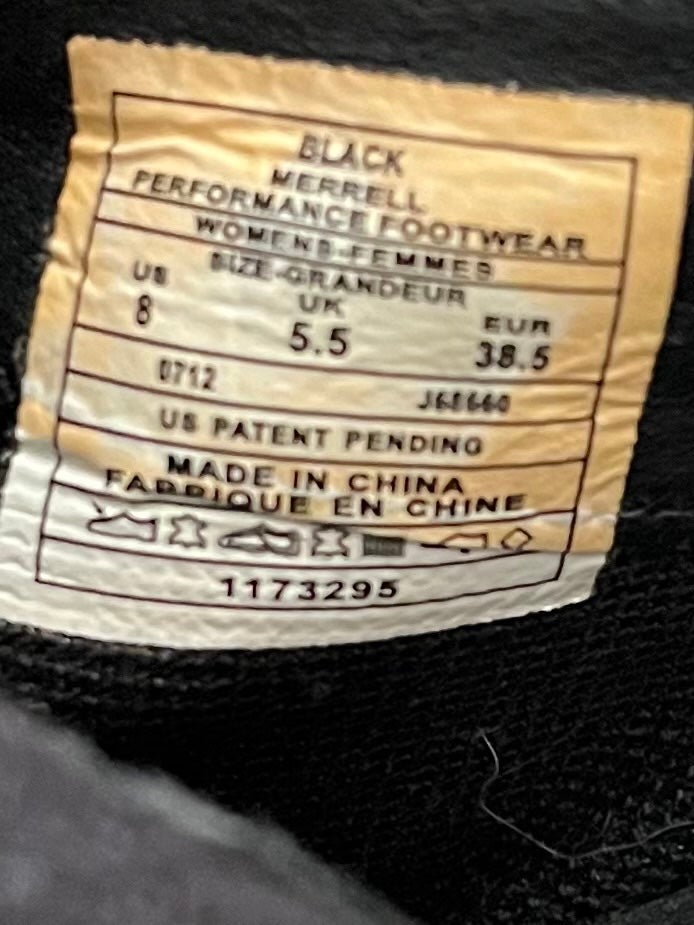 BLACK
MERRELL
PERFORMANCE FOOTWEAR
WOMENS-FEMMES
SIZE-GRANDEUR
US UK EUR
8 5.5 38.5
0712 J68660
US PATENT PENDING
MADE IN CHINA
FABRIQUE EN CHINE
1173295